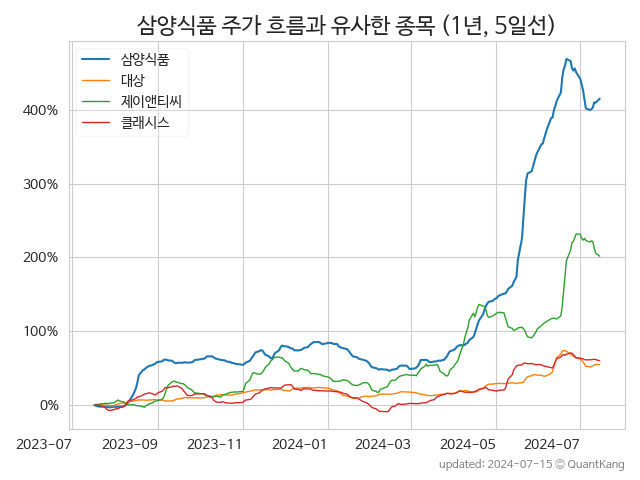 삼양식품 주가 흐름과 유사한 종목 (1년, 5일선)
삼양식품
대상
제이앤티씨
클래시스
400%
300%
200%
100%
0%
2023-07 2023-09 2023-11 2024-01 2024-03 2024-05 2024-07
updated: 2024-07-15 © QuantKang